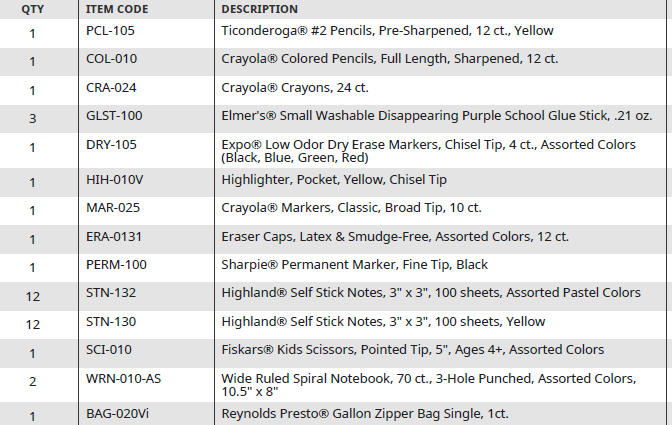 QTY ITEM CODE DESCRIPTION
1 PCL-105 Ticonderoga® #2 Pencils, Pre-Sharpened, 12 ct., Yellow
1 COL-010 Crayola® Colored Pencils, Full Length, Sharpened, 12 ct.
1 CRA-024 Crayola® Crayons, 24 ct.
3 GLST-100 Elmer's® Small Washable Disappearing Purple School Glue Stick, .21 oz.
1 DRY-105 Expo® Low Odor Dry Erase Markers, Chisel Tip, 4 ct., Assorted Colors
(Black, Blue, Green, Red)
1 HIH-010V Highlighter, Pocket, Yellow, Chisel Tip
1 MAR-025 Crayola® Markers, Classic, Broad Tip, 10 ct.
1 ERA-0131 Eraser Caps, Latex & Smudge-Free, Assorted Colors, 12 ct.
1 PERM-100 Sharpie® Permanent Marker, Fine Tip, Black
12 STN-132 Highland® Self Stick Notes, 3" x 3", 100 sheets, Assorted Pastel Colors
12 STN-130 Highland® Self Stick Notes, 3" x 3", 100 sheets, Yellow
1 SCI-010 Fiskars® Kids Scissors, Pointed Tip, 5", Ages 4+, Assorted Colors
2 WRN-010-AS Wide Ruled Spiral Notebook, 70 ct., 3-Hole Punched, Assorted Colors,
10.5" x 8"
1 BAG-020Vi Reynolds Presto® Gallon Zipper Bag Single, 1ct.